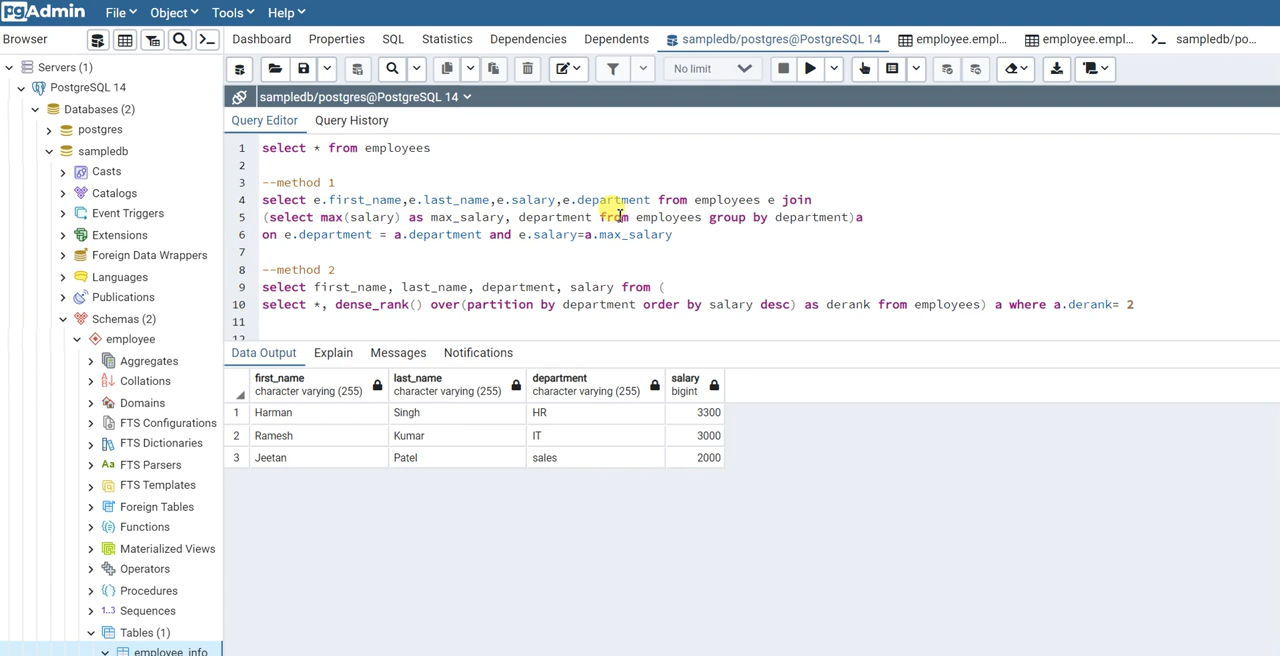 pgAdmin File Object Tools Help
Browser
Dashboard Properties SQL Statistics Dependencies Dependents sampledb/postgres@PostgreSQL 14 employee.empl... employee.empl... sampledb/po...
No limit
sampledb/postgres@PostgreSQL 14
Query Editor Query History
Servers (1)
PostgreSQL 14
Databases (2)
postgres
sampledb
Casts
Catalogs
Event Triggers
Extensions
Foreign Data Wrappers
Languages
Publications
Schemas (2)
employee
Aggregates
Collations
Domains
FTS Configurations
FTS Dictionaries
FTS Parsers
FTS Templates
Foreign Tables
Functions
Materialized Views
Operators
Procedures
1..3 Sequences
Tables (1)
employee_info
1 select * from employees
2
3 --method 1
4 select e.first_name,e.last_name,e.salary,e.department from employees e join
5 (select max(salary) as max_salary, department from employees group by department)a
6 on e.department = a.department and e.salary=a.max_salary
7
8 --method 2
9 select first_name, last_name, department, salary from (
10 select *, dense_rank() over(partition by department order by salary desc) as derank from employees) a where a.derank= 2
11
12
Data Output Explain Messages Notifications
first_name last_name department salary
character varying (255) character varying (255) character varying (255) bigint
1 Harman Singh HR 3300
2 Ramesh Kumar IT 3000
3 Jeetan Patel sales 2000